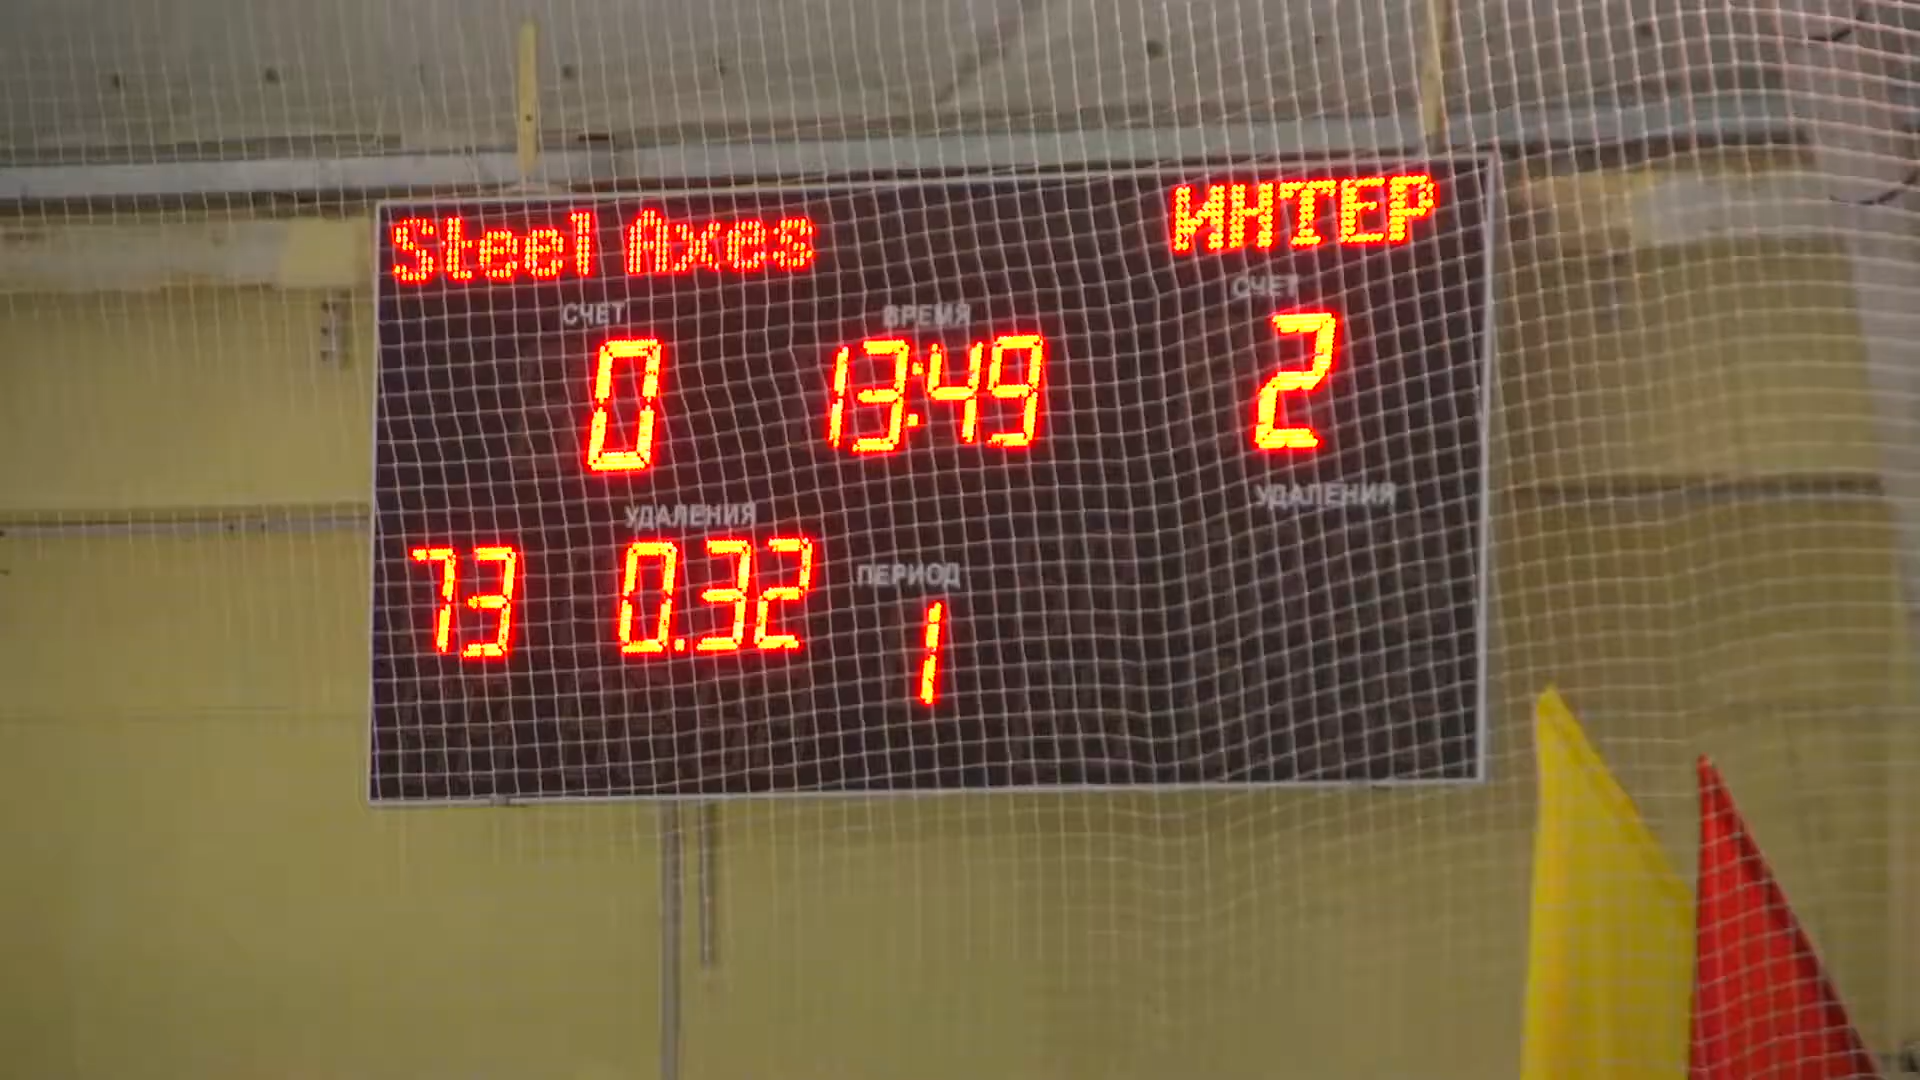 Steel Axes ИНТЕР
СЧЕТ ВРЕМЯ СЧЕТ
0 13:49 2
УДАЛЕНИЯ УДАЛЕНИЯ
73 0.32
ПЕРИОД
1